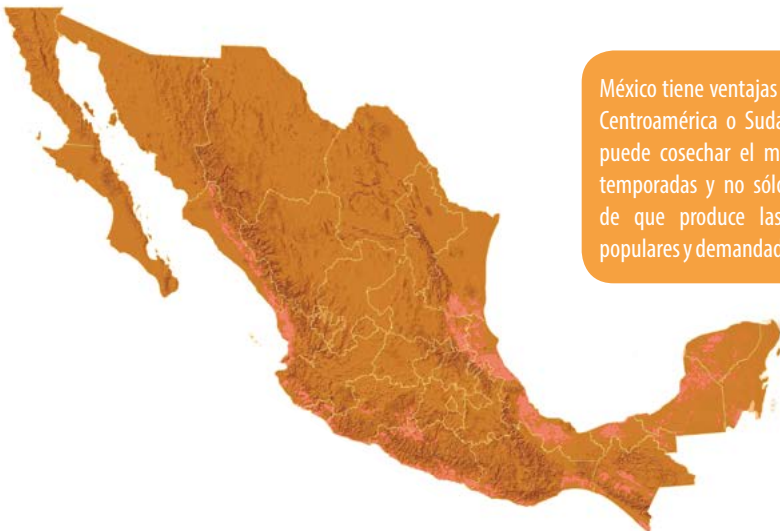 México tiene ventajas
Centroamérica o Suda
puede cosechar el m
temporadas y no sólo
de que produce las
populares y demandad